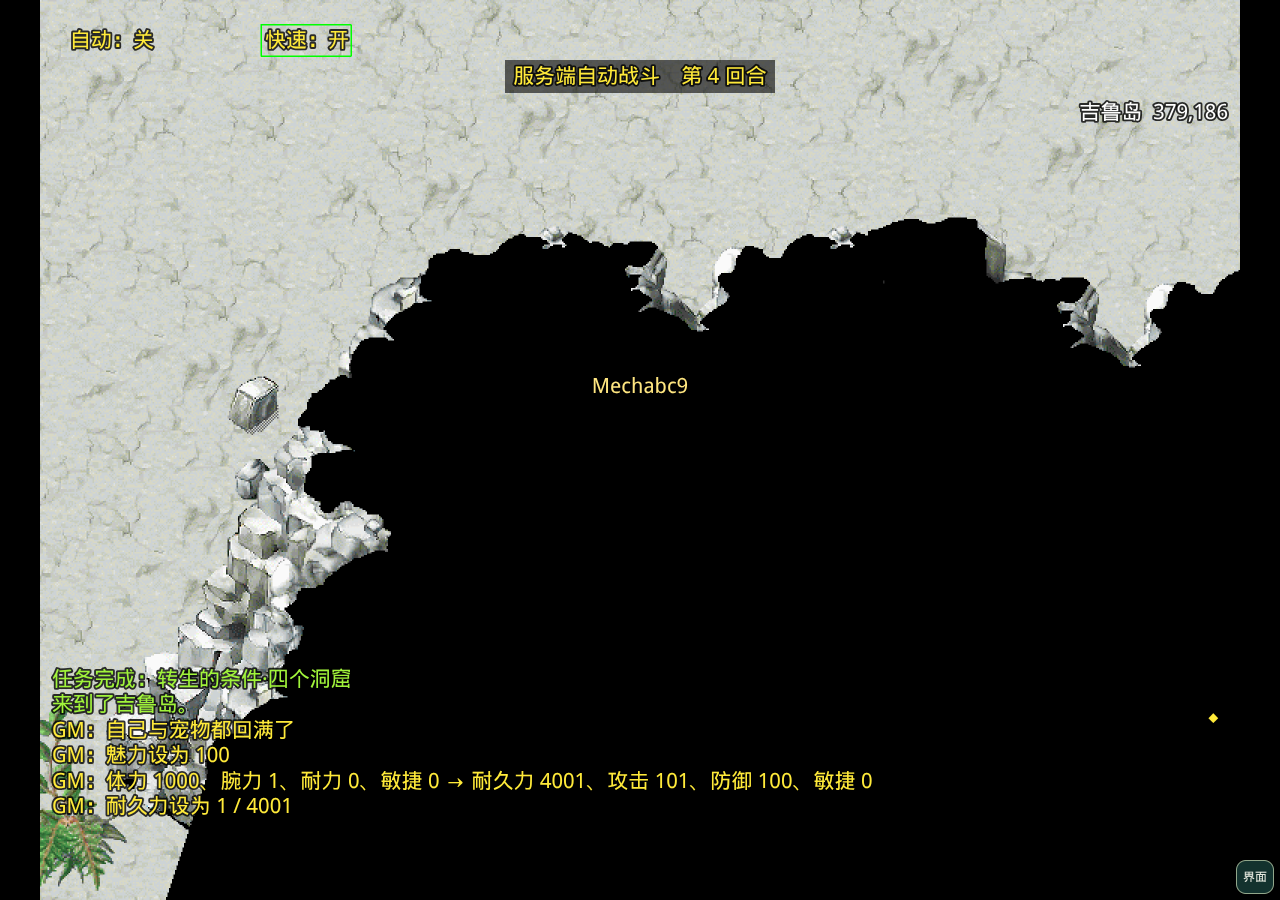 自动：关
快速：开
服务端自动战斗 第 4 回合
吉鲁岛 379,186
Mechabc9
任务完成：转生的条件·四个洞窟
来到了吉鲁岛。
GM：自己与宠物都回满了
GM：魅力设为 100
GM：体力 1000、腕力 1、耐力 0、敏捷 0 → 耐久力 4001、攻击 101、防御 100、敏捷 0
GM：耐久力设为 1 / 4001
界面